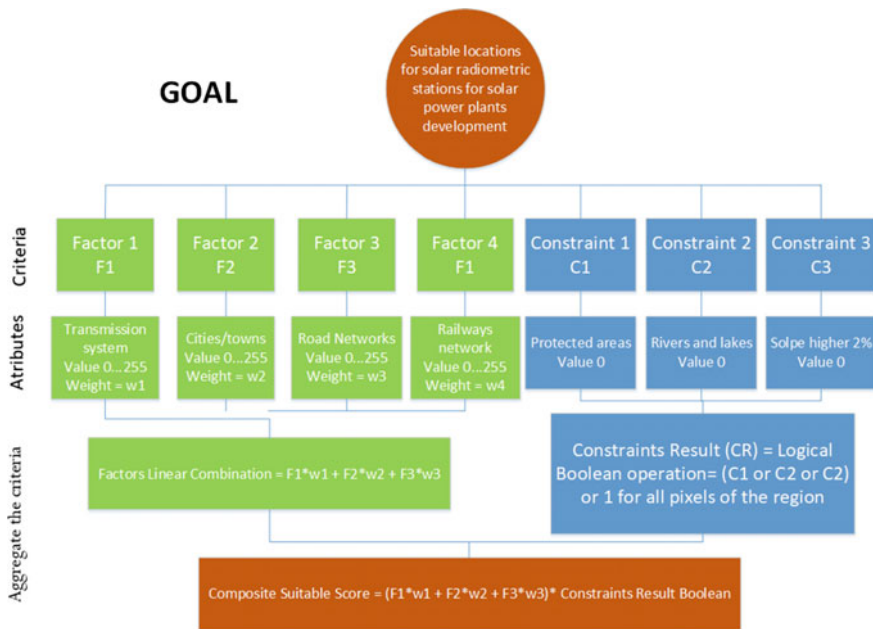 GOAL
Suitable locations
for solar radiometric
stations for solar
power plants
development
Criteria
Factor 1
F1
Factor 2
F2
Factor 3
F3
Factor 4
F1
Constraint 1
C1
Constraint 2
C2
Constraint 3
C3
Atributes
Transmission
system
Value 0...255
Weight = w1
Cities/towns
Value 0...255
Weight = w2
Road Networks
Value 0...255
Weight = w3
Railways
network
Value 0...255
Weight = w4
Protected areas
Value 0
Rivers and lakes
Value 0
Solpe higher 2%
Value 0
Aggregate the criteria
Factors Linear Combination = F1*w1 + F2*w2 + F3*w3
Constraints Result (CR) = Logical
Boolean operation= (C1 or C2 or C2)
or 1 for all pixels of the region
Composite Suitable Score = (F1*w1 + F2*w2 + F3*w3)* Constraints Result Boolean